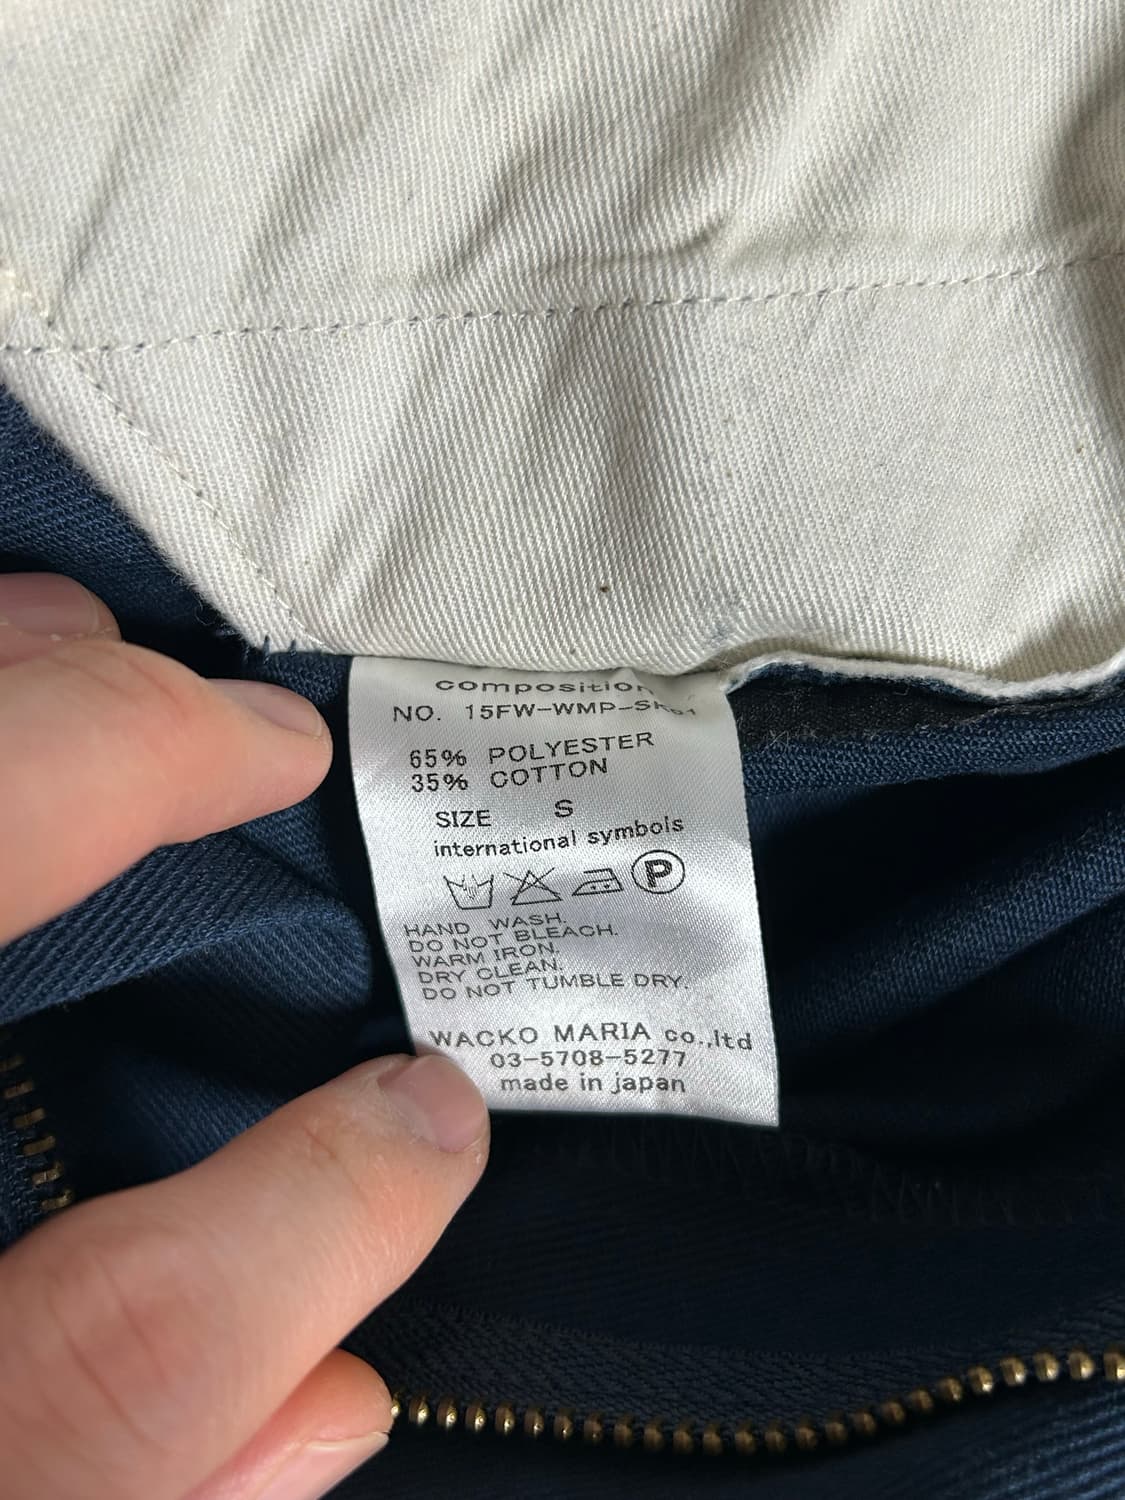 composition
NO. 15FW-WMP-SK01
65% POLYESTER
35% COTTON
SIZE S
international symbols
P
HAND WASH.
DO NOT BLEACH.
WARM IRON.
DRY CLEAN.
DO NOT TUMBLE DRY.
WACKO MARIA co.,ltd
03-5708-5277
made in japan